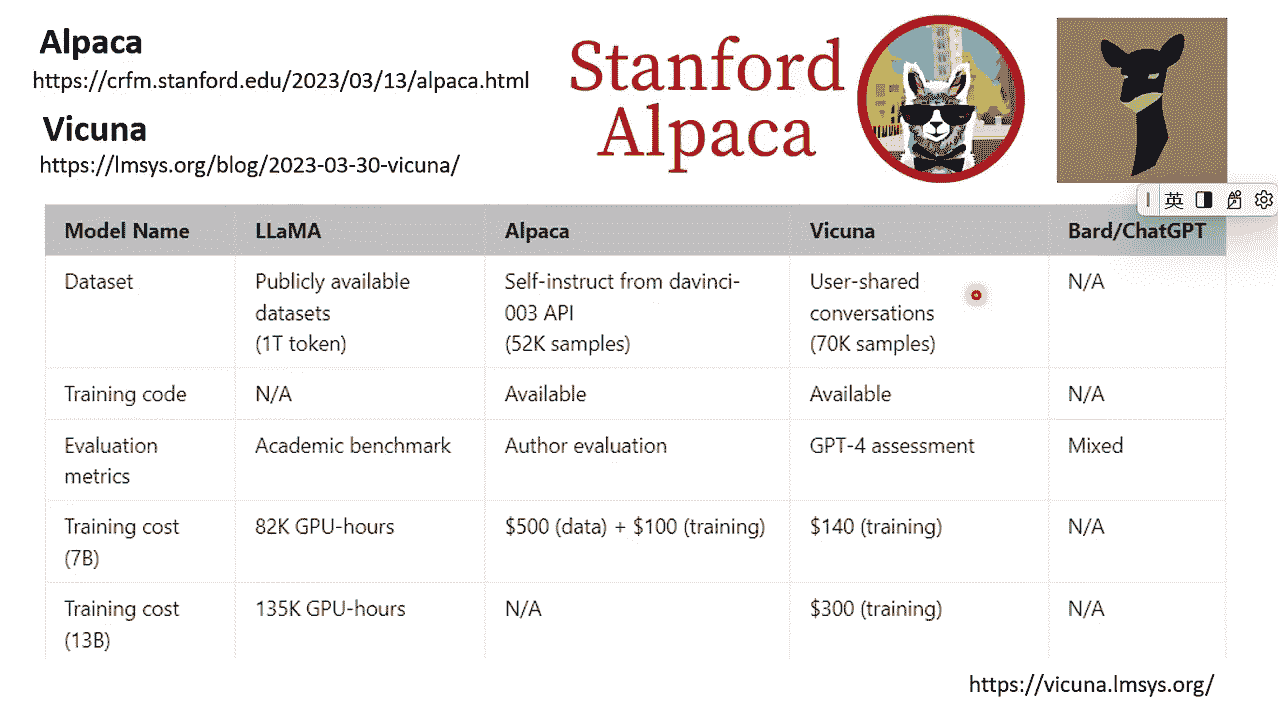 Alpaca
https://crfm.stanford.edu/2023/03/13/alpaca.html
Vicuna
https://lmsys.org/blog/2023-03-30-vicuna/
Stanford
Alpaca
英
Model Name LLaMA Alpaca Vicuna Bard/ChatGPT
Dataset Publicly available Self-instruct from davinci- User-shared N/A
datasets 003 API conversations
(1T token) (52K samples) (70K samples)
Training code N/A Available Available N/A
Evaluation Academic benchmark Author evaluation GPT-4 assessment Mixed
metrics
Training cost 82K GPU-hours $500 (data) + $100 (training) $140 (training) N/A
(7B)
Training cost 135K GPU-hours N/A $300 (training) N/A
(13B)
https://vicuna.lmsys.org/